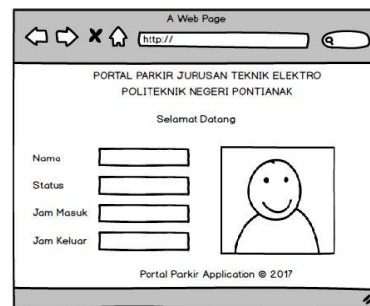 A Web Page
http://
PORTAL PARKIR JURUSAN TEKNIK ELEKTRO
POLITEKNIK NEGERI PONTIANAK
Selamat Datang
Nama
Status
Jam Masuk
Jam Keluar
Portal Parkir Application © 2017